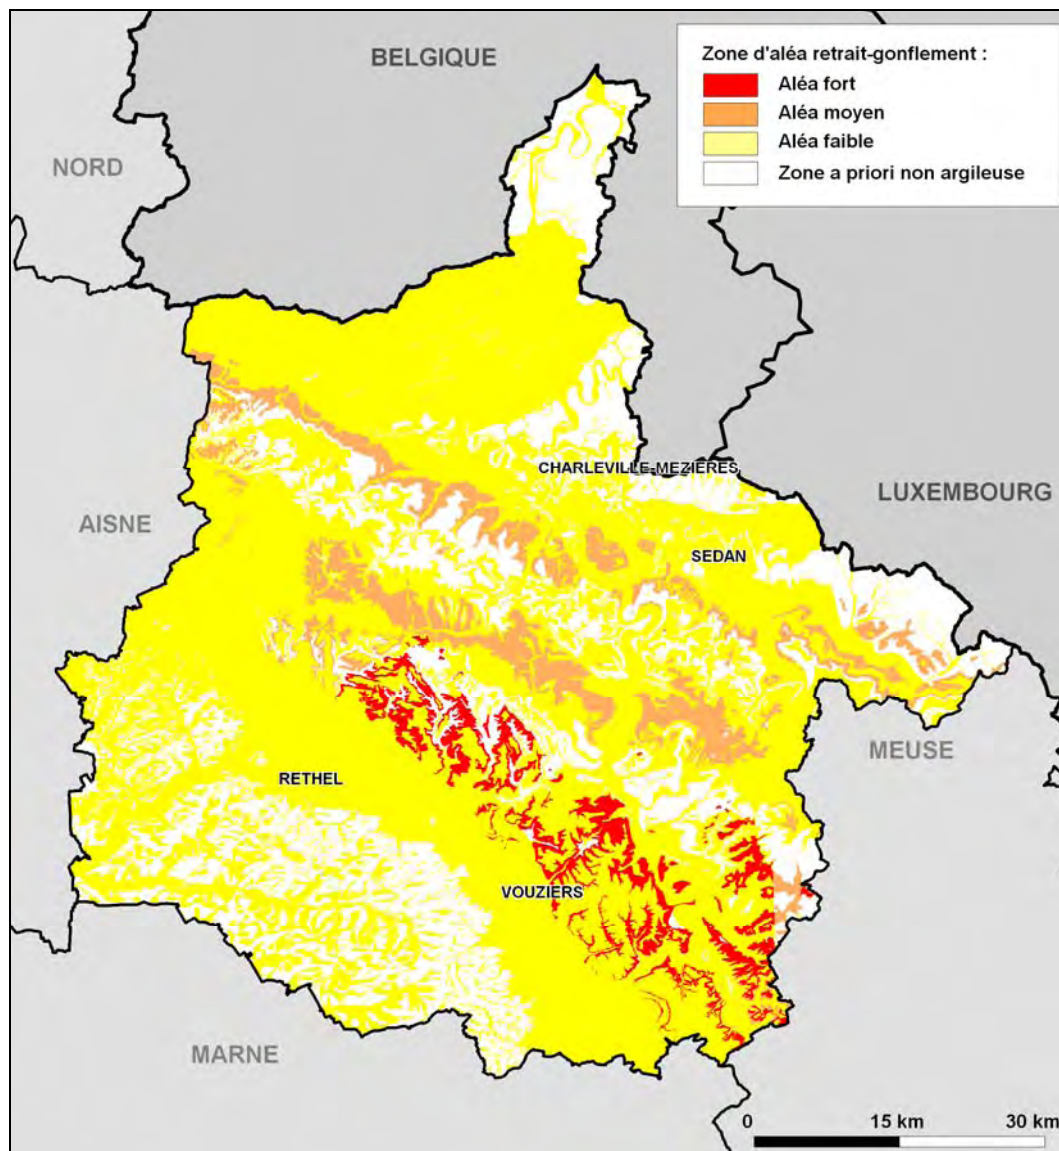 BELGIQUE
Zone d'aléa retrait-gonflement :
Aléa fort
Aléa moyen
Aléa faible
Zone a priori non argileuse
NORD
CHARLEVILLE-MEZIÈRES
LUXEMBOURG
AISNE
SEDAN
MEUSE
RETHEL
VOUZIERS
MARNE
0 15 km 30 km